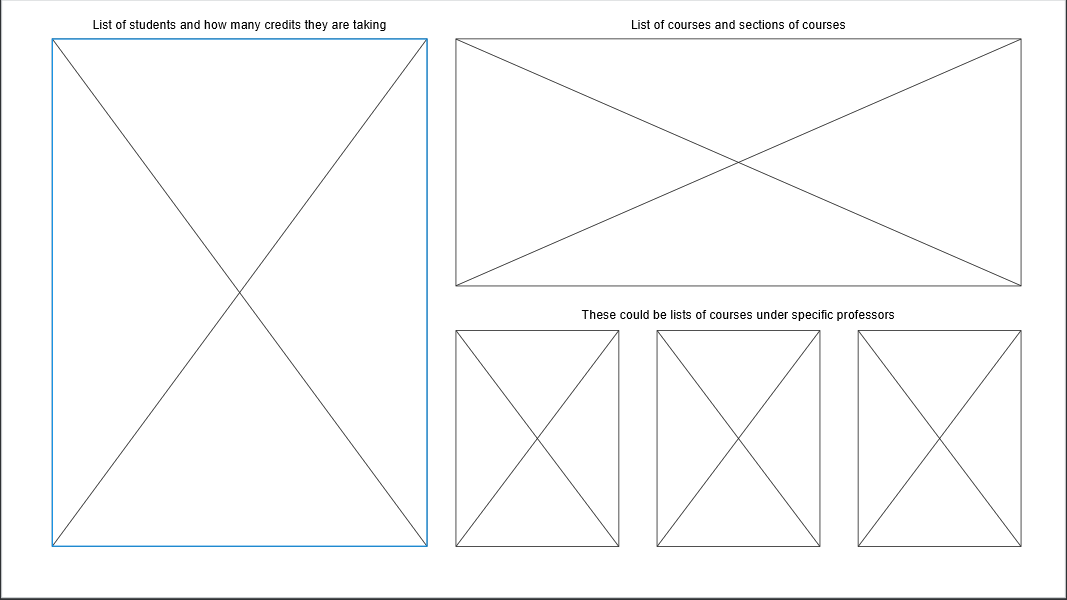 List of students and how many credits they are taking
List of courses and sections of courses
These could be lists of courses under specific professors